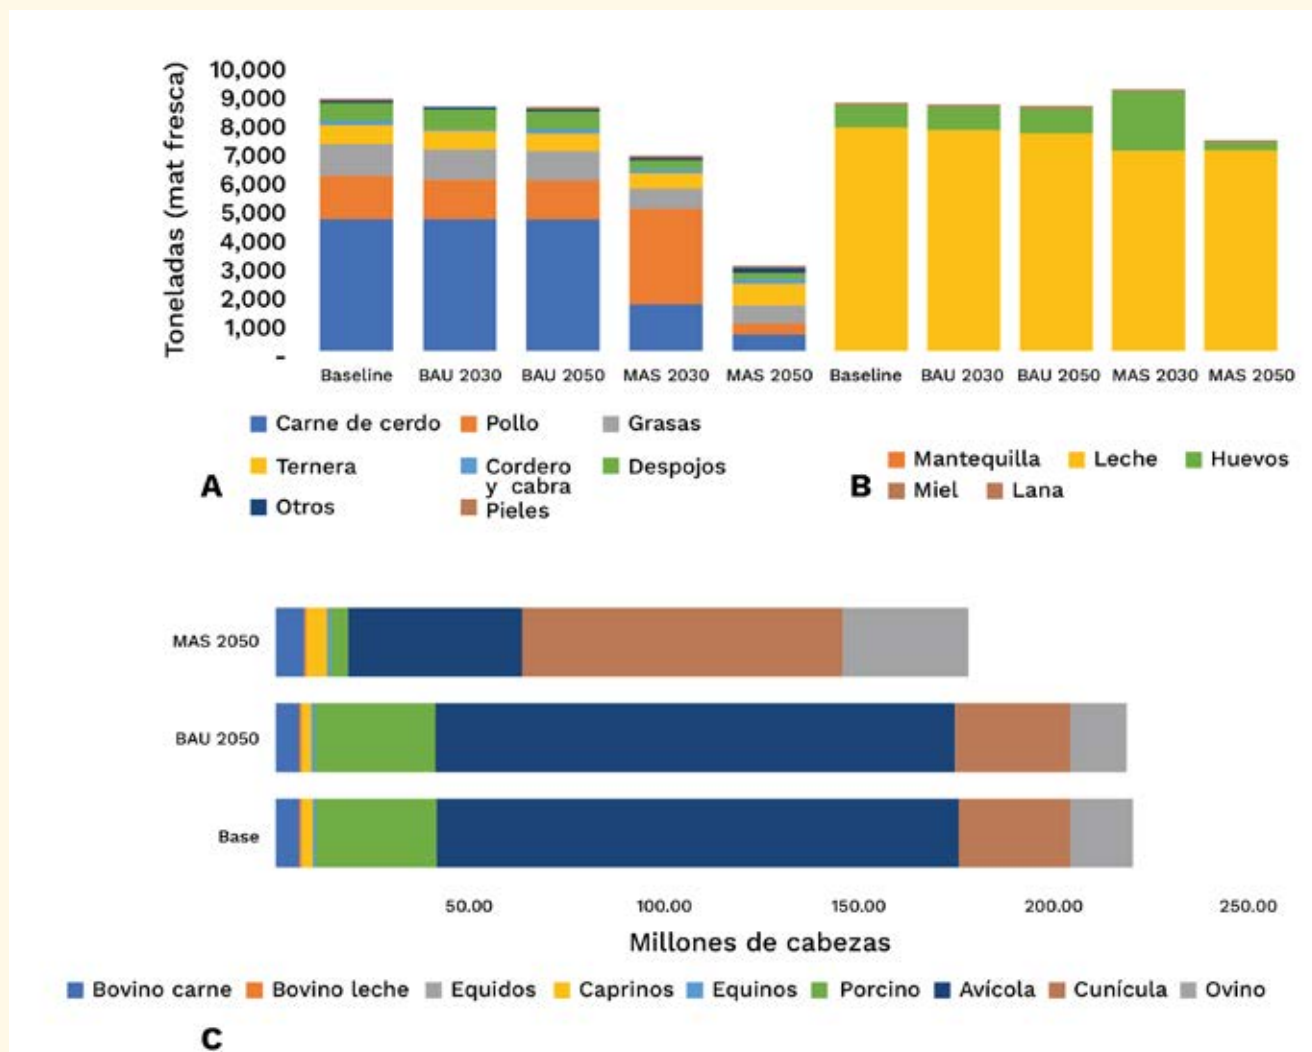 Toneladas (mat fresca)
10,000
9,000
8,000
7,000
6,000
5,000
4,000
3,000
2,000
1,000
-
Baseline BAU 2030 BAU 2050 MAS 2030 MAS 2050 Baseline BAU 2030 BAU 2050 MAS 2030 MAS 2050
Carne de cerdo Pollo Grasas
Ternera Cordero y cabra Despojos
Otros Pieles
A
Mantequilla Leche Huevos
Miel Lana
B
MAS 2050
BAU 2050
Base
50.00 100.00 150.00 200.00 250.00
Millones de cabezas
Bovino carne Bovino leche Equidos Caprinos Equinos Porcino Avícola Cunícula Ovino
C